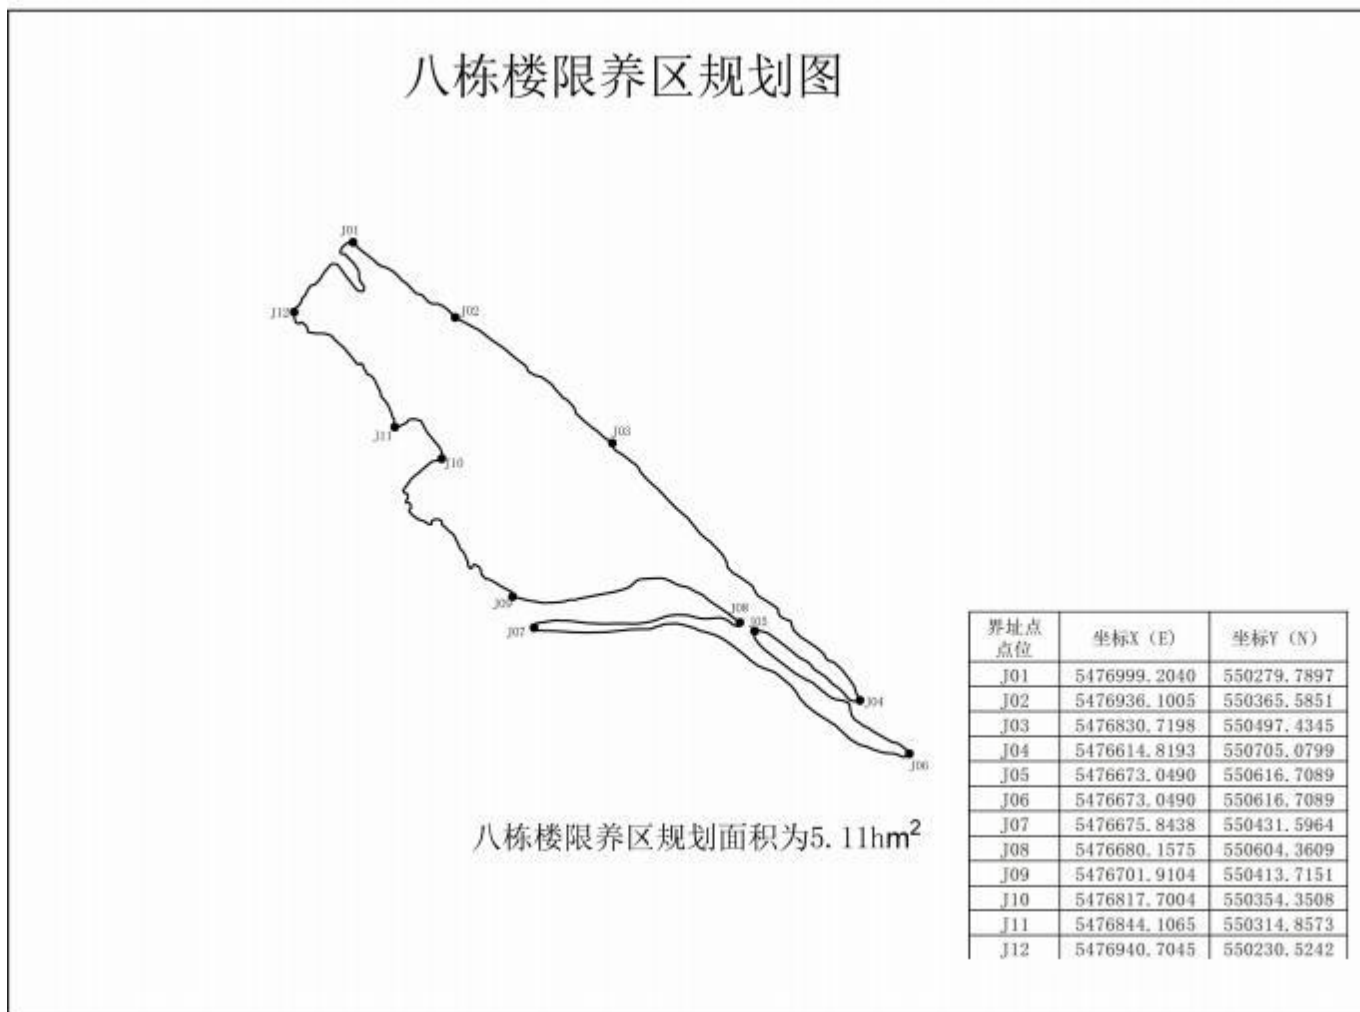 八栋楼限养区规划图
J01
J02
J12
J03
J11
J10
J09
J07
J08
J05
J04
J06
八栋楼限养区规划面积为5.11hm²
界址点点位 坐标X（E） 坐标Y（N）
J01 5476999.2040 550279.7897
J02 5476936.1005 550365.5851
J03 5476830.7198 550497.4345
J04 5476614.8193 550705.0799
J05 5476673.0490 550616.7089
J06 5476673.0490 550616.7089
J07 5476675.8438 550431.5964
J08 5476680.1575 550604.3609
J09 5476701.9104 550413.7151
J10 5476817.7004 550354.3508
J11 5476844.1065 550314.8573
J12 5476940.7045 550230.5242